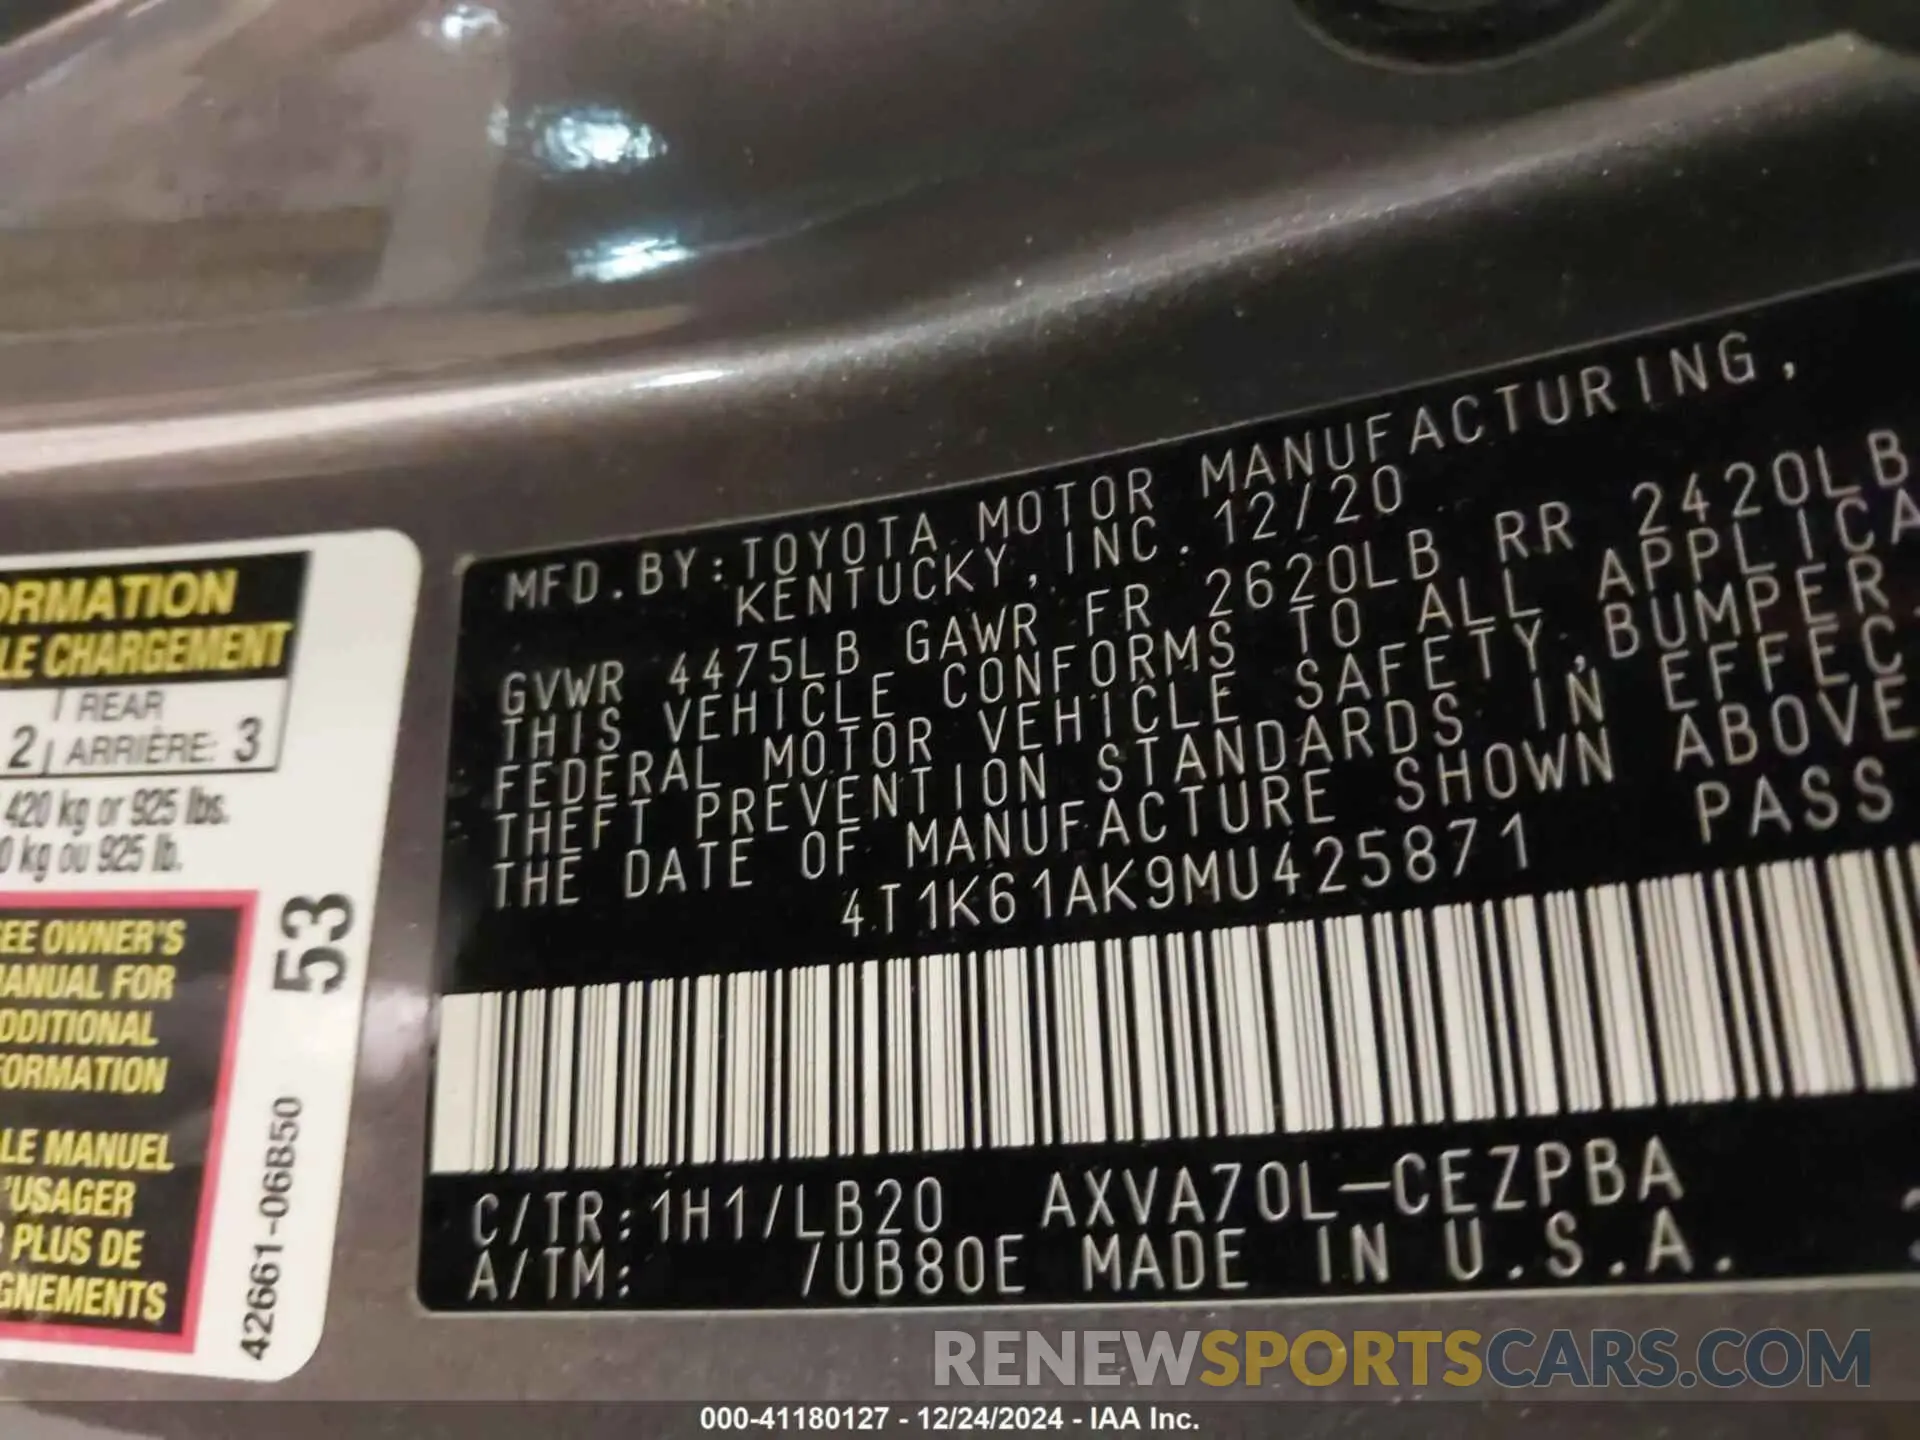 ORMATION
LE CHARGEMENT
REAR
2 ARRIÈRE: 3
420 kg or 925 lbs.
0 kg ou 925 lb.
SEE OWNER'S
MANUAL FOR
ADDITIONAL
FORMATION
LE MANUEL
'USAGER
PLUS DE
GNEMENTS
53
42661-06B50
MFD.BY:TOYOTA MOTOR MANUFACTURING,
KENTUCKY,INC. 12/20
GVWR 4475LB GAWR FR 2620LB RR 2420LB
THIS VEHICLE CONFORMS TO ALL APPLICA
FEDERAL MOTOR VEHICLE SAFETY,BUMPER,
THEFT PREVENTION STANDARDS IN EFFEC
THE DATE OF MANUFACTURE SHOWN ABOVE
4T1K61AK9MU425871 PASS
C/TR:1H1/LB20 AXVA70L-CEZPBA
A/TM: /UB80E MADE IN U.S.A.
RENEWSPORTSCARS.COM
000-41180127 - 12/24/2024 - IAA Inc.